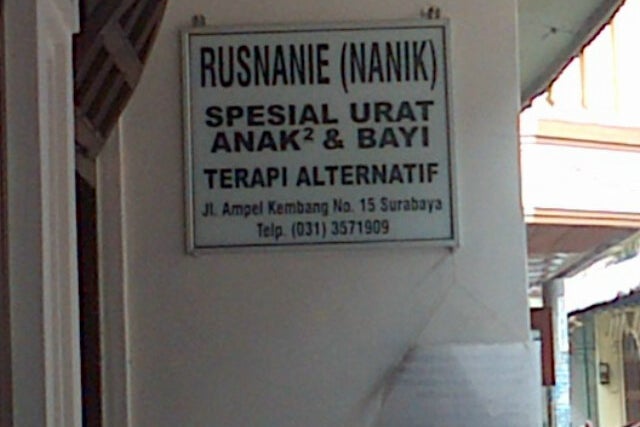 RUSNANIE (NANIK)
SPESIAL URAT
ANAK² & BAYI
TERAPI ALTERNATIF
Jl. Ampel Kembang No. 15 Surabaya
Telp. (031) 3571909